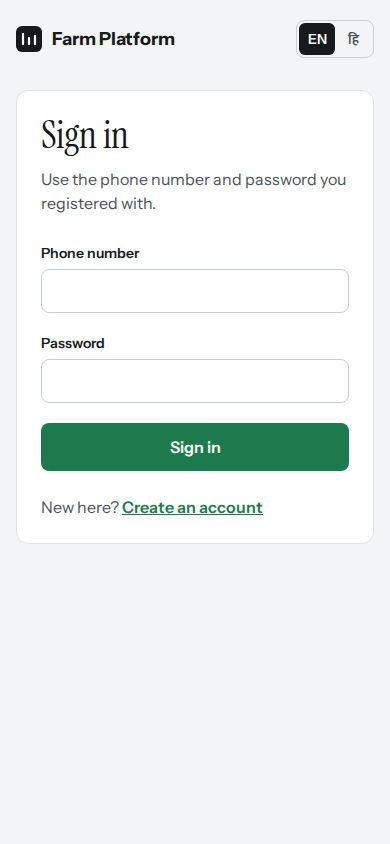 Farm Platform
EN
हि
Sign in
Use the phone number and password you
registered with.
Phone number
Password
Sign in
New here? Create an account